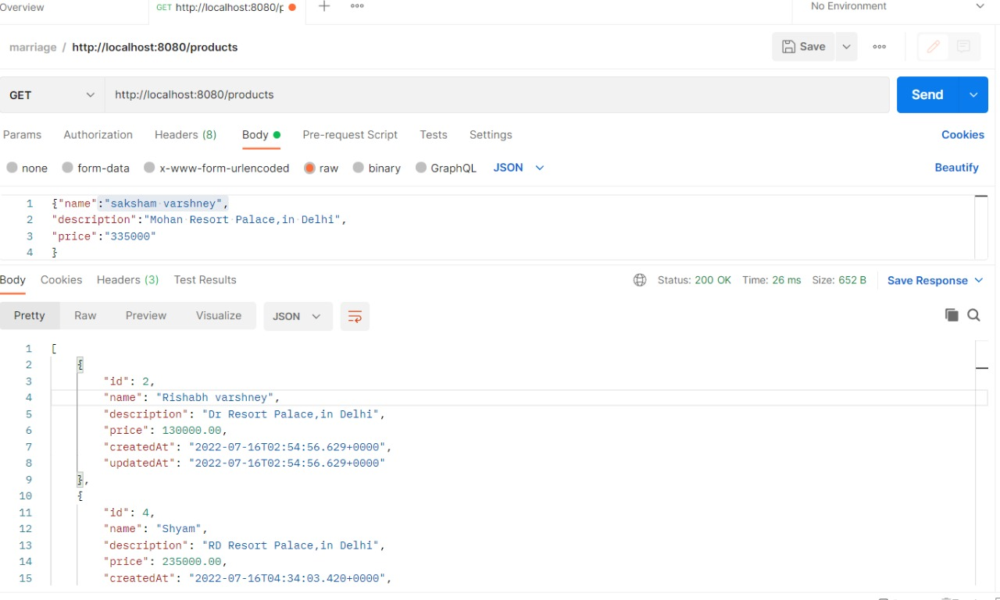 Overview
GET http://localhost:8080/p
No Environment
marriage / http://localhost:8080/products
Save
GET
http://localhost:8080/products
Send
Params Authorization Headers (8) Body Pre-request Script Tests Settings Cookies
none form-data x-www-form-urlencoded raw binary GraphQL JSON Beautify
1 {"name":"saksham varshney",
2 "description":"Mohan Resort Palace,in Delhi",
3 "price":"335000"
4 }
Body Cookies Headers (3) Test Results Status: 200 OK Time: 26 ms Size: 652 B Save Response
Pretty Raw Preview Visualize JSON
1 [
2 {
3 "id": 2,
4 "name": "Rishabh varshney",
5 "description": "Dr Resort Palace,in Delhi",
6 "price": 130000.00,
7 "createdAt": "2022-07-16T02:54:56.629+0000",
8 "updatedAt": "2022-07-16T02:54:56.629+0000"
9 },
10 {
11 "id": 4,
12 "name": "Shyam",
13 "description": "RD Resort Palace,in Delhi",
14 "price": 235000.00,
15 "createdAt": "2022-07-16T04:34:03.420+0000",